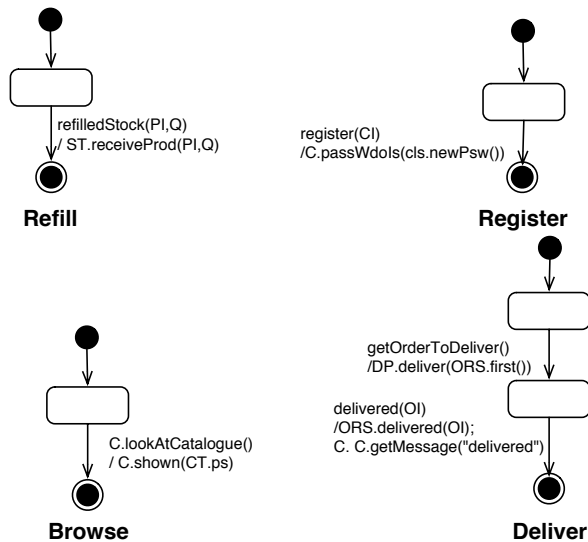 refilledStock(PI,Q)
/ ST.receiveProd(PI,Q)
Refill
register(CI)
/C.passWdoIs(cls.newPsw())
Register
C.lookAtCatalogue()
/ C.shown(CT.ps)
Browse
getOrderToDeliver()
/DP.deliver(ORS.first())
delivered(OI)
/ORS.delivered(OI);
C. C.getMessage("delivered")
Deliver